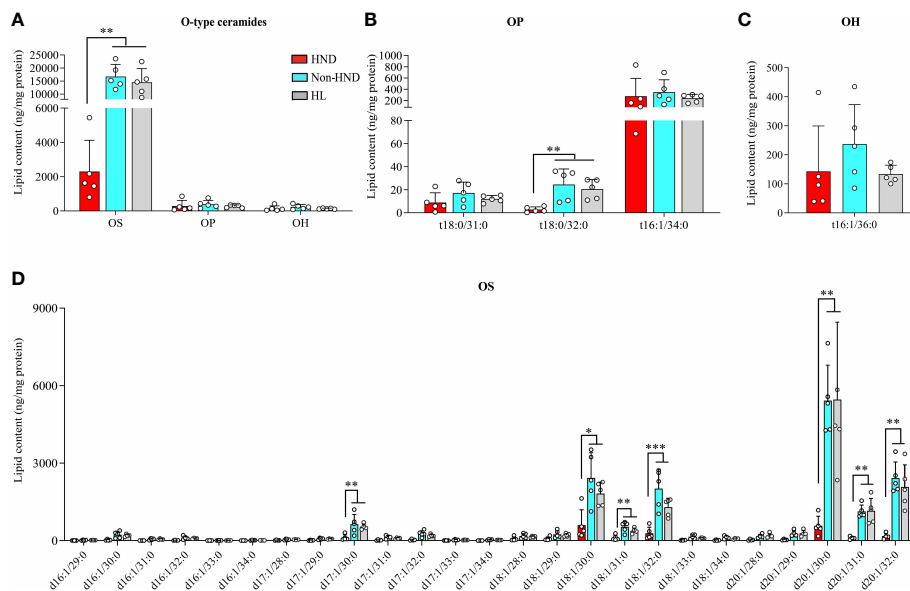 A
O-type ceramides
B
OP
C
OH
**
HND
Non-HND
HL
Lipid content (ng/mg protein)
25000
20000
15000
10000
6000
4000
2000
0
OS
OP
OH
Lipid content (ng/mg protein)
1000
800
600
400
200
80
60
40
20
0
**
t18:0/31:0
t18:0/32:0
t16:1/34:0
Lipid content (ng/mg protein)
500
400
300
200
100
0
t16:1/36:0
D
OS
Lipid content (ng/mg protein)
9000
6000
3000
0
**
*
**
***
**
**
**
d16:1/29:0
d16:1/30:0
d16:1/31:0
d16:1/32:0
d16:1/33:0
d16:1/34:0
d17:1/28:0
d17:1/29:0
d17:1/30:0
d17:1/31:0
d17:1/32:0
d17:1/33:0
d17:1/34:0
d18:1/28:0
d18:1/29:0
d18:1/30:0
d18:1/31:0
d18:1/32:0
d18:1/33:0
d18:1/34:0
d20:1/28:0
d20:1/29:0
d20:1/30:0
d20:1/31:0
d20:1/32:0